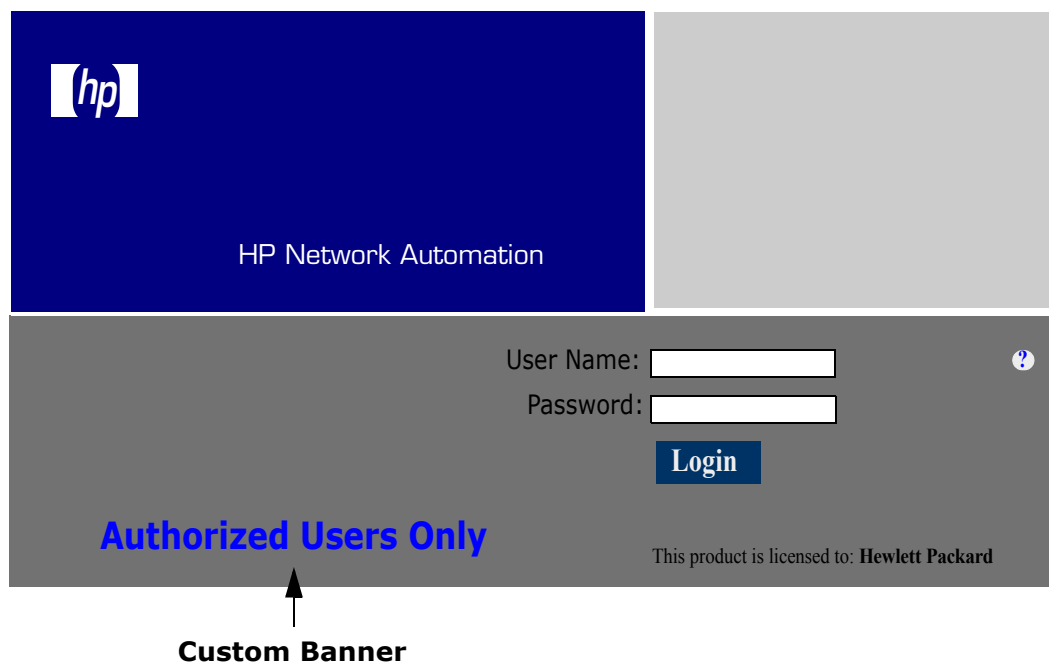 hp
HP Network Automation
User Name:
?
Password:
Login
Authorized Users Only
This product is licensed to: Hewlett Packard
Custom Banner